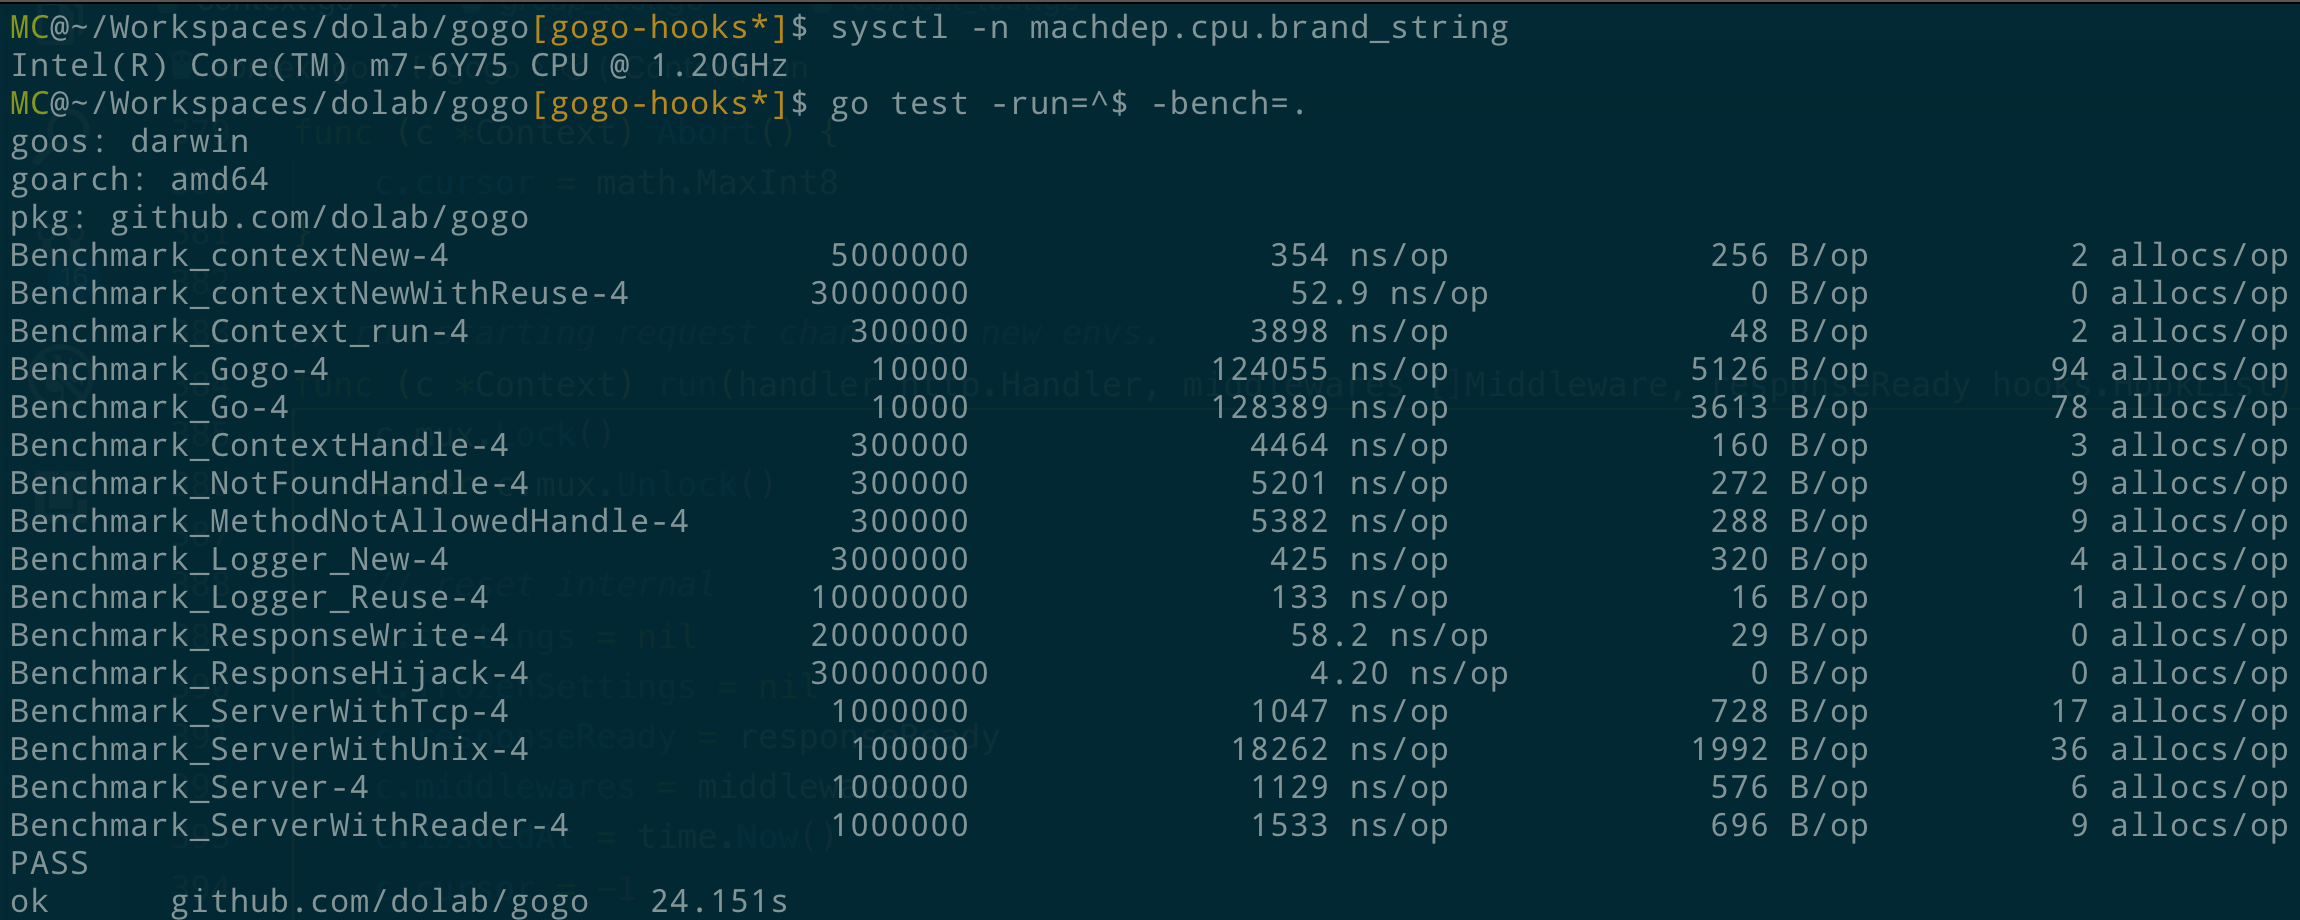 MC@~/Workspaces/dolab/gogo[gogo-hooks*]$ sysctl -n machdep.cpu.brand_string
Intel(R) Core(TM) m7-6Y75 CPU @ 1.20GHz
MC@~/Workspaces/dolab/gogo[gogo-hooks*]$ go test -run=^$ -bench=.
goos: darwin
goarch: amd64
pkg: github.com/dolab/gogo
Benchmark_contextNew-4 5000000 354 ns/op 256 B/op 2 allocs/op
Benchmark_contextNewWithReuse-4 30000000 52.9 ns/op 0 B/op 0 allocs/op
Benchmark_Context_run-4 300000 3898 ns/op 48 B/op 2 allocs/op
Benchmark_Gogo-4 10000 124055 ns/op 5126 B/op 94 allocs/op
Benchmark_Go-4 10000 128389 ns/op 3613 B/op 78 allocs/op
Benchmark_ContextHandle-4 300000 4464 ns/op 160 B/op 3 allocs/op
Benchmark_NotFoundHandle-4 300000 5201 ns/op 272 B/op 9 allocs/op
Benchmark_MethodNotAllowedHandle-4 300000 5382 ns/op 288 B/op 9 allocs/op
Benchmark_Logger_New-4 3000000 425 ns/op 320 B/op 4 allocs/op
Benchmark_Logger_Reuse-4 10000000 133 ns/op 16 B/op 1 allocs/op
Benchmark_ResponseWrite-4 20000000 58.2 ns/op 29 B/op 0 allocs/op
Benchmark_ResponseHijack-4 300000000 4.20 ns/op 0 B/op 0 allocs/op
Benchmark_ServerWithTcp-4 1000000 1047 ns/op 728 B/op 17 allocs/op
Benchmark_ServerWithUnix-4 100000 18262 ns/op 1992 B/op 36 allocs/op
Benchmark_Server-4 1000000 1129 ns/op 576 B/op 6 allocs/op
Benchmark_ServerWithReader-4 1000000 1533 ns/op 696 B/op 9 allocs/op
PASS
ok github.com/dolab/gogo 24.151s